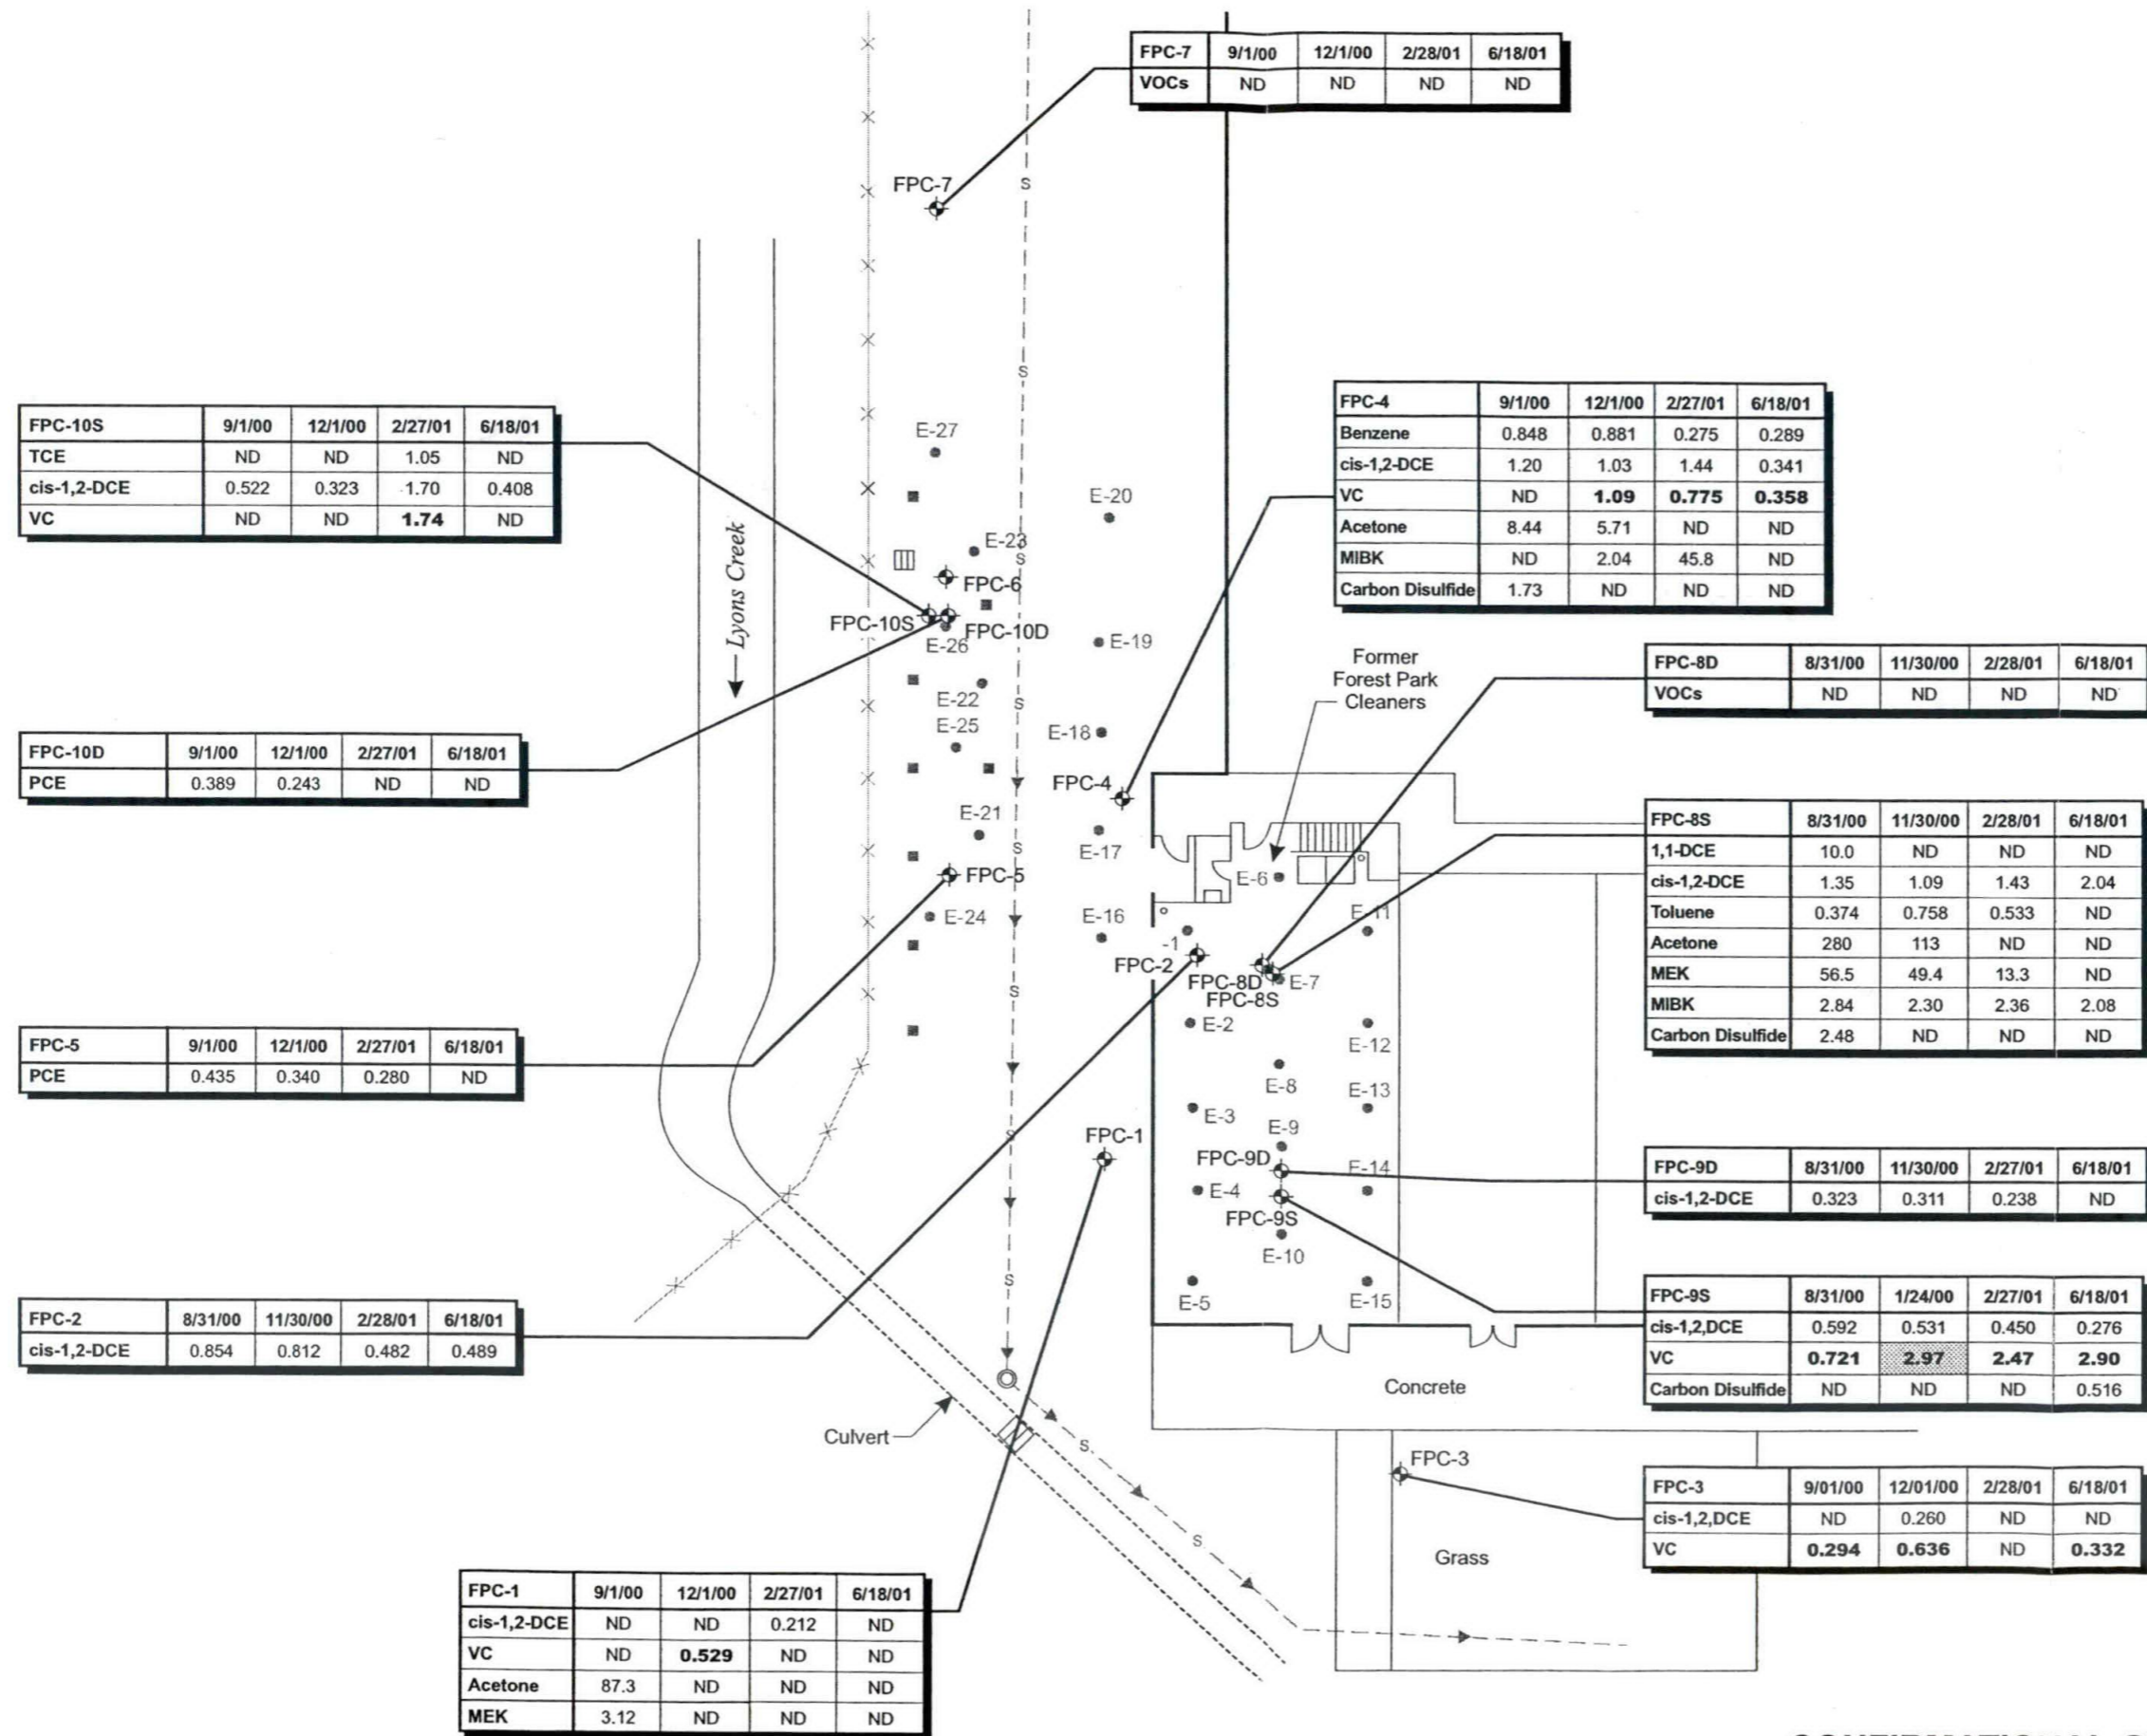 FPC-7 9/1/00 12/1/00 2/28/01 6/18/01
VOCs ND ND ND ND
FPC-7
S
S
FPC-10S 9/1/00 12/1/00 2/27/01 6/18/01
TCE ND ND 1.05 ND
cis-1,2-DCE 0.522 0.323 1.70 0.408
VC ND ND 1.74 ND
FPC-4 9/1/00 12/1/00 2/27/01 6/18/01
Benzene 0.848 0.881 0.275 0.289
cis-1,2-DCE 1.20 1.03 1.44 0.341
VC ND 1.09 0.775 0.358
Acetone 8.44 5.71 ND ND
MIBK ND 2.04 45.8 ND
Carbon Disulfide 1.73 ND ND ND
E-27
E-20
E-23
S
FPC-6
Lyons Creek
FPC-10S
FPC-10D
E-26
E-19
E-22
S
E-25
E-18
Former
Forest Park
Cleaners
FPC-8D 8/31/00 11/30/00 2/28/01 6/18/01
VOCs ND ND ND ND
FPC-10D 9/1/00 12/1/00 2/27/01 6/18/01
PCE 0.389 0.243 ND ND
FPC-4
E-21
S
E-17
FPC-5
E-6
E-24
E-16
E-11
-1
FPC-2
FPC-8D
E-7
FPC-8S
S
E-2
E-12
FPC-8S 8/31/00 11/30/00 2/28/01 6/18/01
1,1-DCE 10.0 ND ND ND
cis-1,2-DCE 1.35 1.09 1.43 2.04
Toluene 0.374 0.758 0.533 ND
Acetone 280 113 ND ND
MEK 56.5 49.4 13.3 ND
MIBK 2.84 2.30 2.36 2.08
Carbon Disulfide 2.48 ND ND ND
FPC-5 9/1/00 12/1/00 2/27/01 6/18/01
PCE 0.435 0.340 0.280 ND
E-8
E-13
E-3
E-9
S
FPC-1
FPC-9D
E-14
E-4
FPC-9S
E-10
FPC-9D 8/31/00 11/30/00 2/27/01 6/18/01
cis-1,2-DCE 0.323 0.311 0.238 ND
S
E-5
E-15
FPC-2 8/31/00 11/30/00 2/28/01 6/18/01
cis-1,2-DCE 0.854 0.812 0.482 0.489
FPC-9S 8/31/00 1/24/00 2/27/01 6/18/01
cis-1,2,DCE 0.592 0.531 0.450 0.276
VC 0.721 2.97 2.47 2.90
Carbon Disulfide ND ND ND 0.516
Concrete
Culvert
S
FPC-3
S
Grass
FPC-3 9/01/00 12/01/00 2/28/01 6/18/01
cis-1,2,DCE ND 0.260 ND ND
VC 0.294 0.636 ND 0.332
FPC-1 9/1/00 12/1/00 2/27/01 6/18/01
cis-1,2-DCE ND ND 0.212 ND
VC ND 0.529 ND ND
Acetone 87.3 ND ND ND
MEK 3.12 ND ND ND